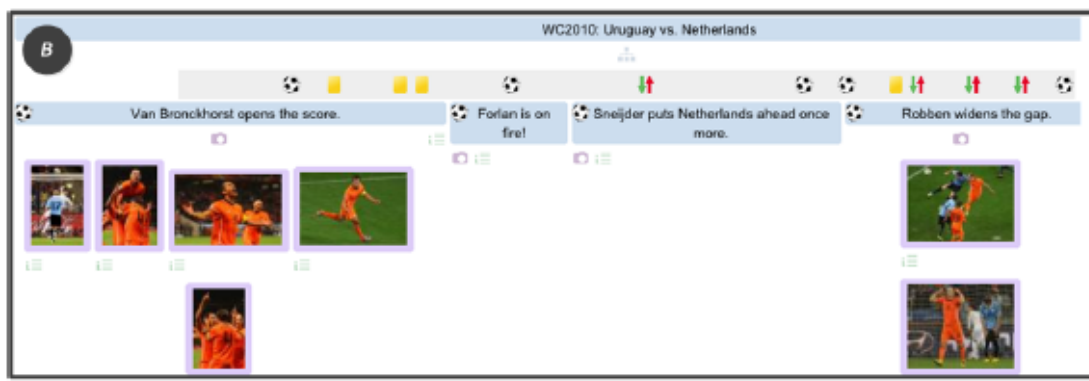 B
WC2010: Uruguay vs. Netherlands
Van Bronckhorst opens the score.
Forlan is on
fire!
Sneijder puts Netherlands ahead once
more.
Robben widens the gap.